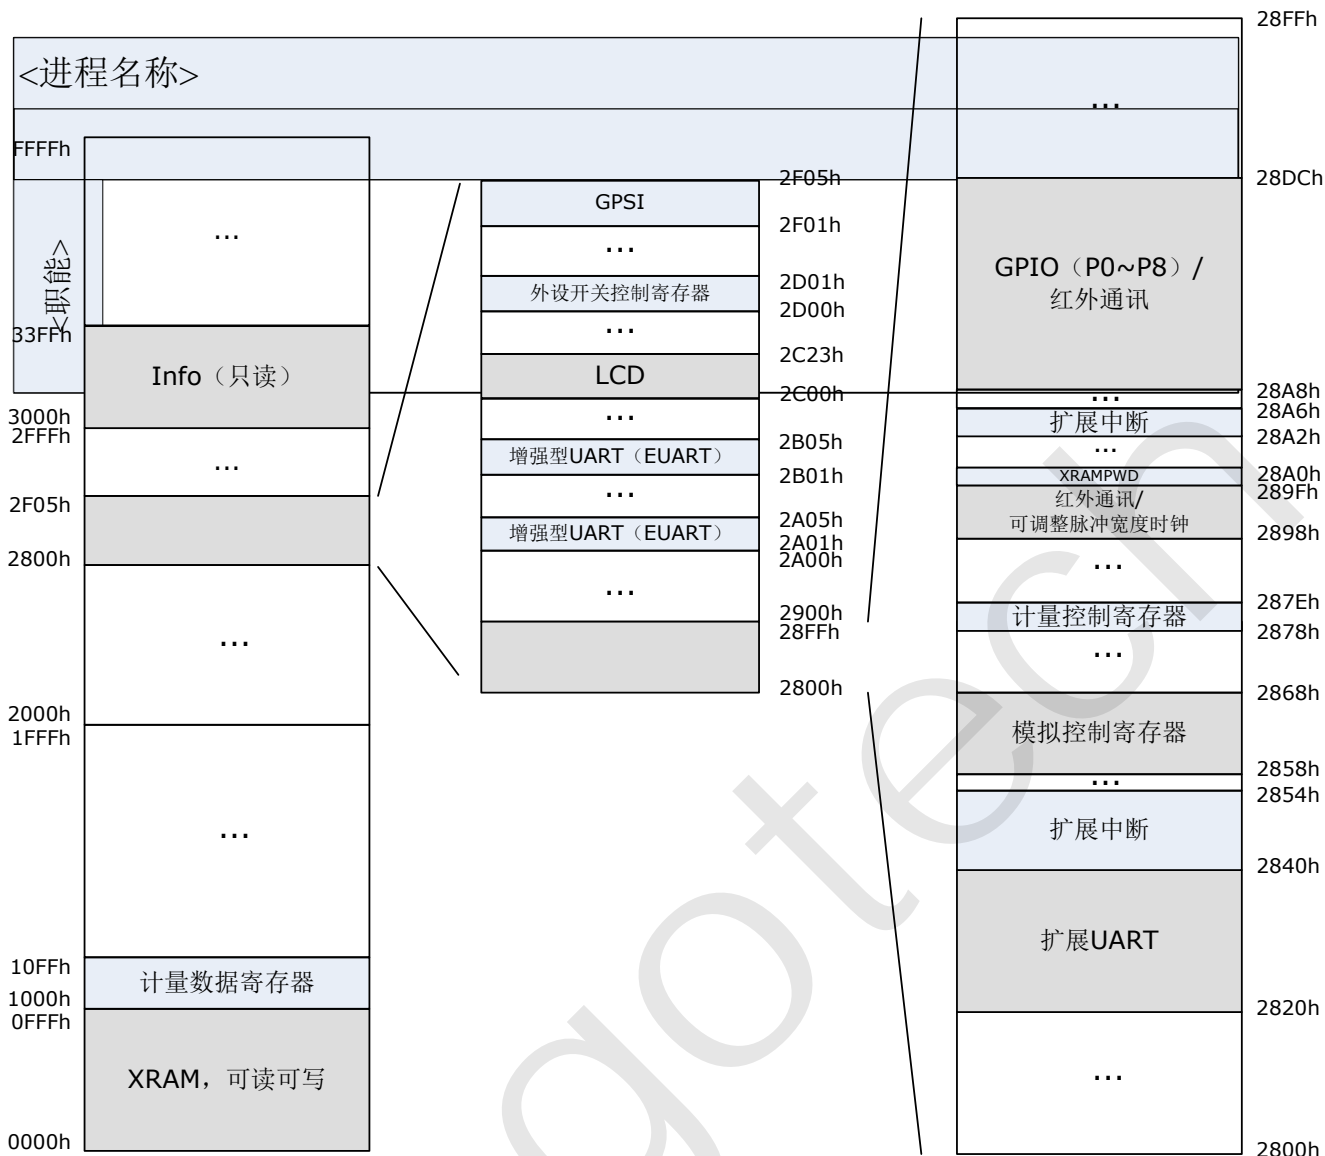 <进程名称>
<职能>
FFFFh
...
33FFh
Info（只读）
3000h
2FFFh
...
2F05h
2800h
...
2000h
1FFFh
...
10FFh
计量数据寄存器
1000h
0FFFh
XRAM，可读可写
0000h
2F05h
GPSI
2F01h
...
2D01h
外设开关控制寄存器
2D00h
...
2C23h
LCD
2C00h
...
2B05h
增强型UART（EUART）
2B01h
...
2A05h
增强型UART（EUART）
2A01h
2A00h
...
2900h
28FFh
2800h
28FFh
...
28DCh
GPIO（P0~P8）/
红外通讯
28A8h
...
28A6h
扩展中断
28A2h
...
28A0h
XRAMPWD
289Fh
红外通讯/
可调整脉冲宽度时钟
2898h
...
287Eh
计量控制寄存器
2878h
...
2868h
模拟控制寄存器
2858h
...
2854h
扩展中断
2840h
扩展UART
2820h
...
2800h
gotech